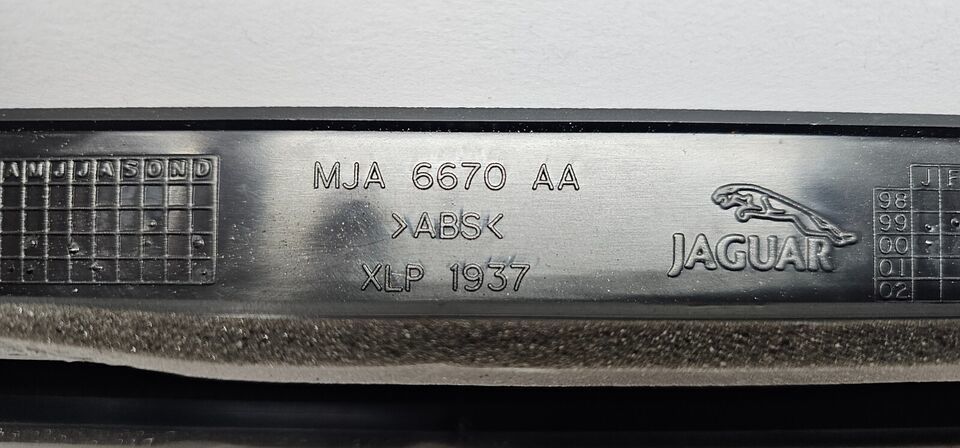 AMJJASOND
MJA 6670 AA
>ABS<
XLP 1937
JAGUAR
J F
98
99
00
01
02